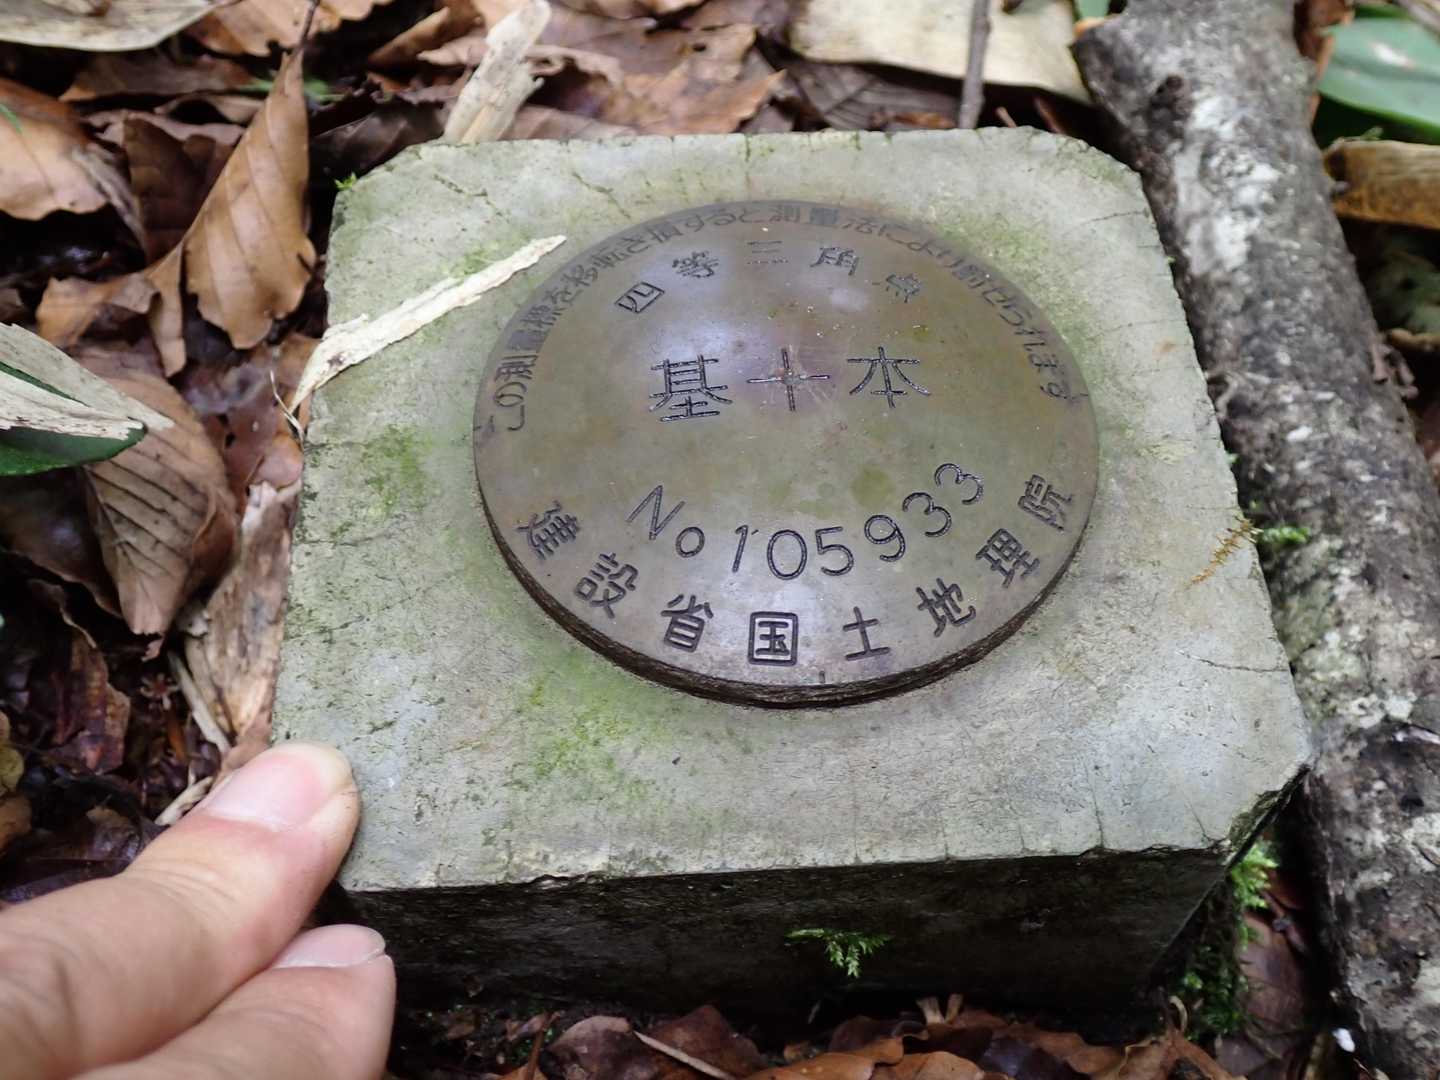 この測量標を移転き損すると測量法により罰せられます
四等三角点
基本
No 105933
建設省国土地理院